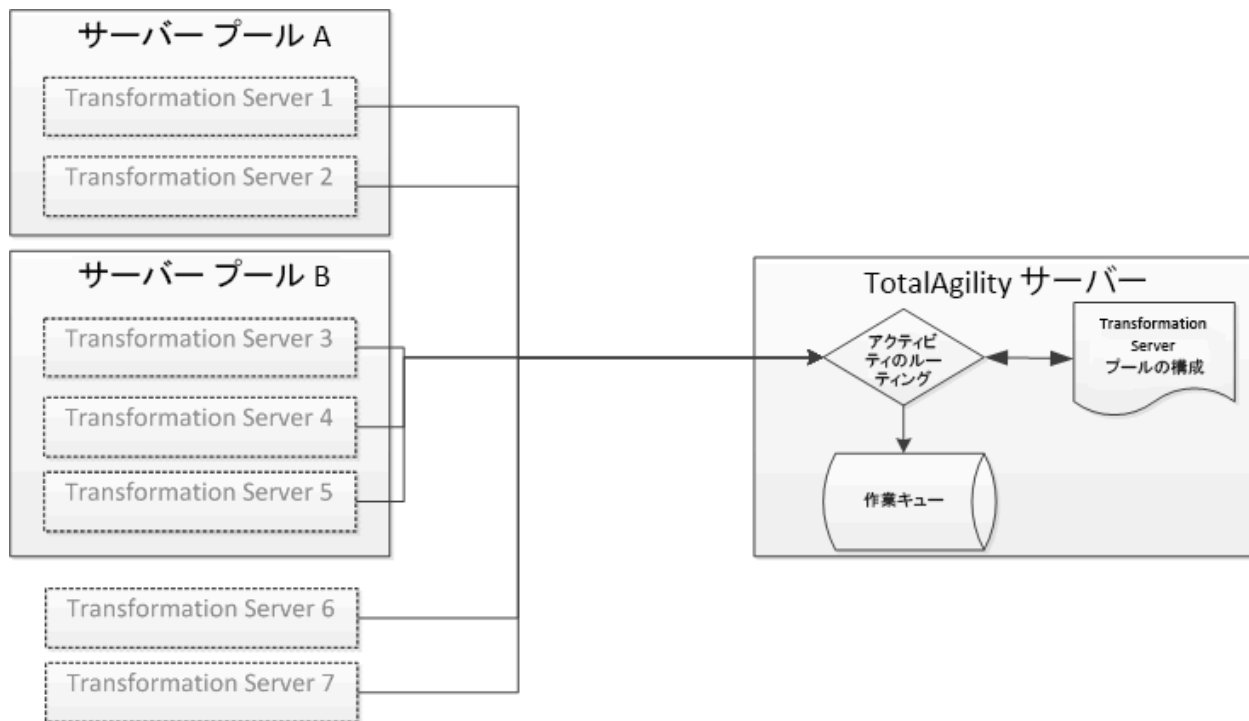 サーバー プール A
Transformation Server 1
Transformation Server 2
サーバー プール B
Transformation Server 3
Transformation Server 4
Transformation Server 5
Transformation Server 6
Transformation Server 7
TotalAgility サーバー
アクティビ
ティのルー
ティング
Transformation
Server
プールの構成
作業キュー